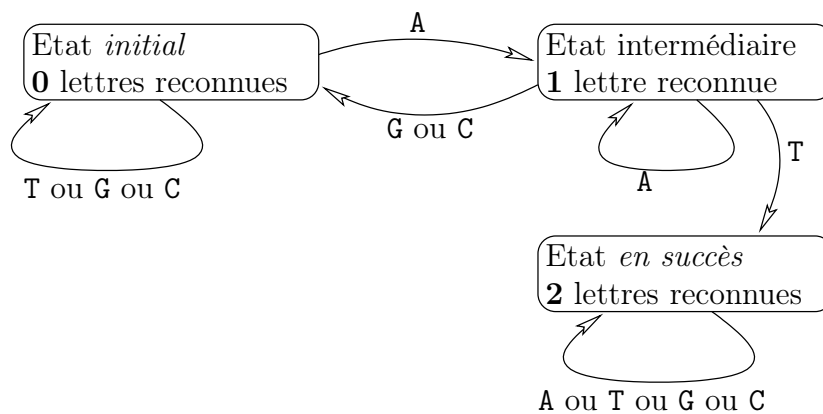 A
Etat initial
0 lettres reconnues
Etat intermédiaire
1 lettre reconnue
G ou C
T ou G ou C
A
T
Etat en succès
2 lettres reconnues
A ou T ou G ou C